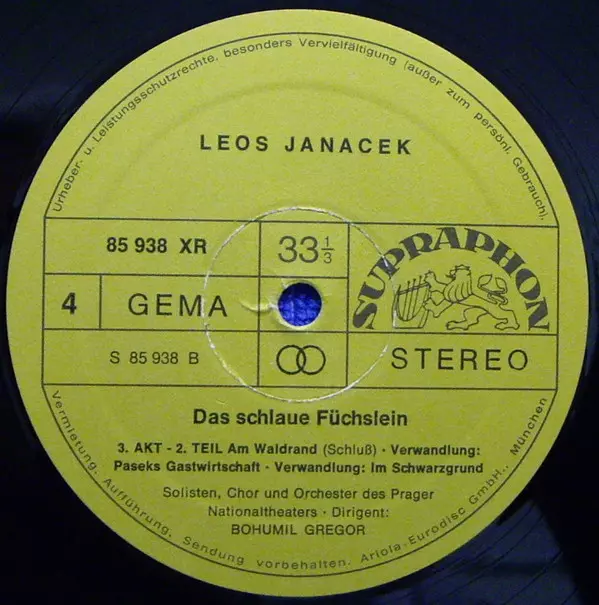 Urheber- u. Leistungsschutzrechte, besonders Vervielfältigung (außer zum persönl. Gebrauch).
LEOS JANACEK
85 938 XR
33 1/3
SUPRAPHON
4
GEMA
S 85 938 B
STEREO
Das schlaue Füchslein
3. AKT - 2. TEIL Am Waldrand (Schluß) · Verwandlung:
Paseks Gastwirtschaft · Verwandlung: Im Schwarzgrund
Solisten, Chor und Orchester des Prager
Nationaltheaters · Dirigent:
BOHUMIL GREGOR
Vermietung, Aufführung, Sendung vorbehalten. Ariola-Eurodisc GmbH., München